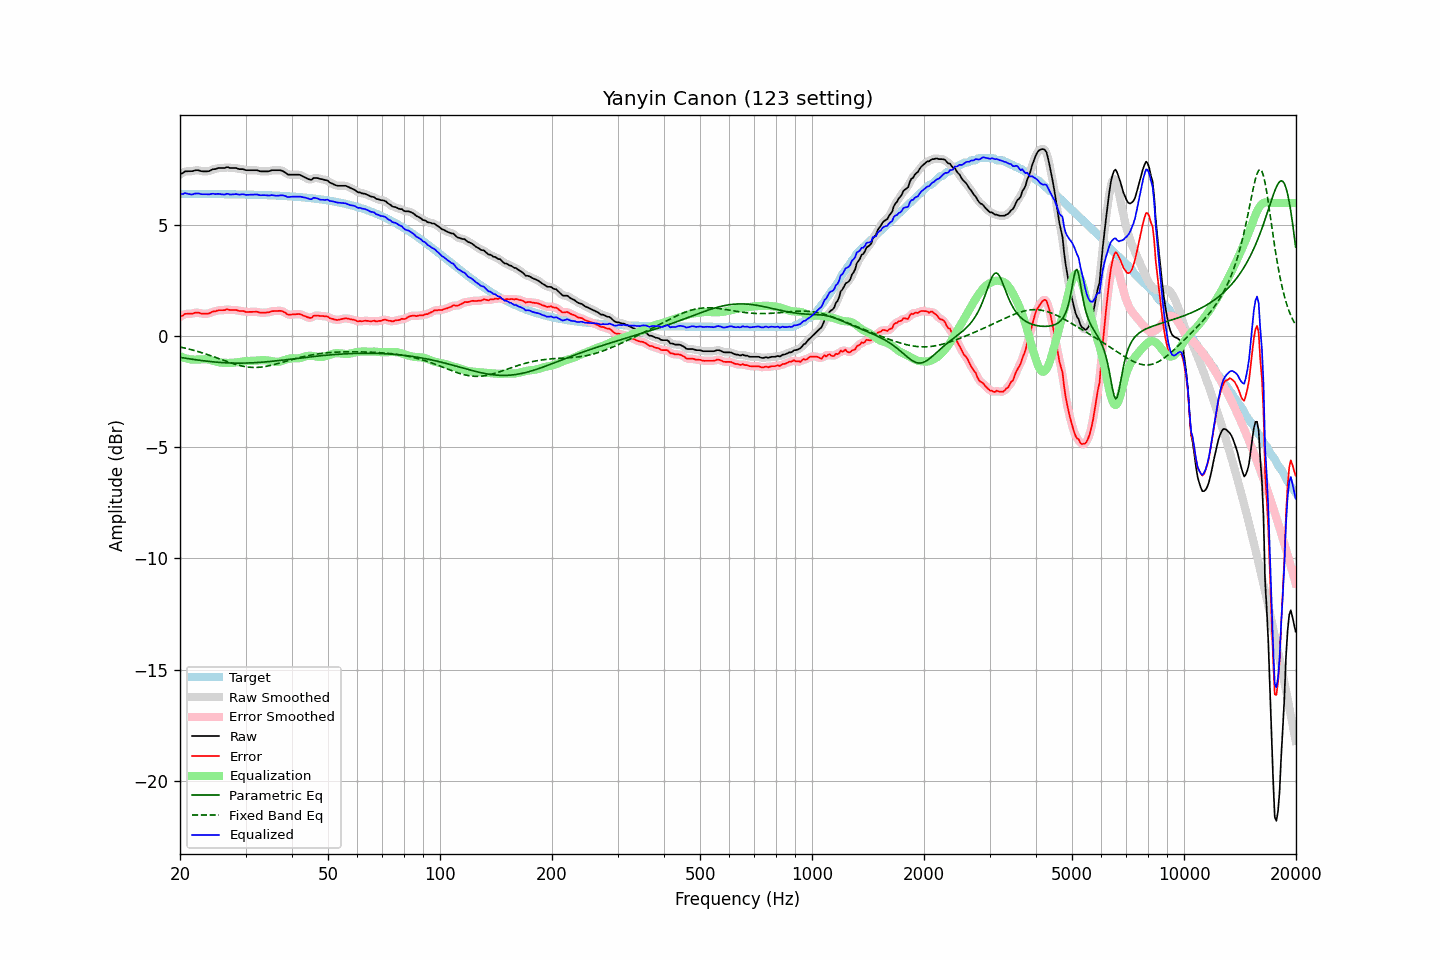 Yanyin Canon (123 setting)
Amplitude (dBr)
5
0
−5
−10
−15
−20
Target
Raw Smoothed
Error Smoothed
Raw
Error
Equalization
Parametric Eq
Fixed Band Eq
Equalized
20 50 100 200 500 1000 2000 5000 10000 20000
Frequency (Hz)